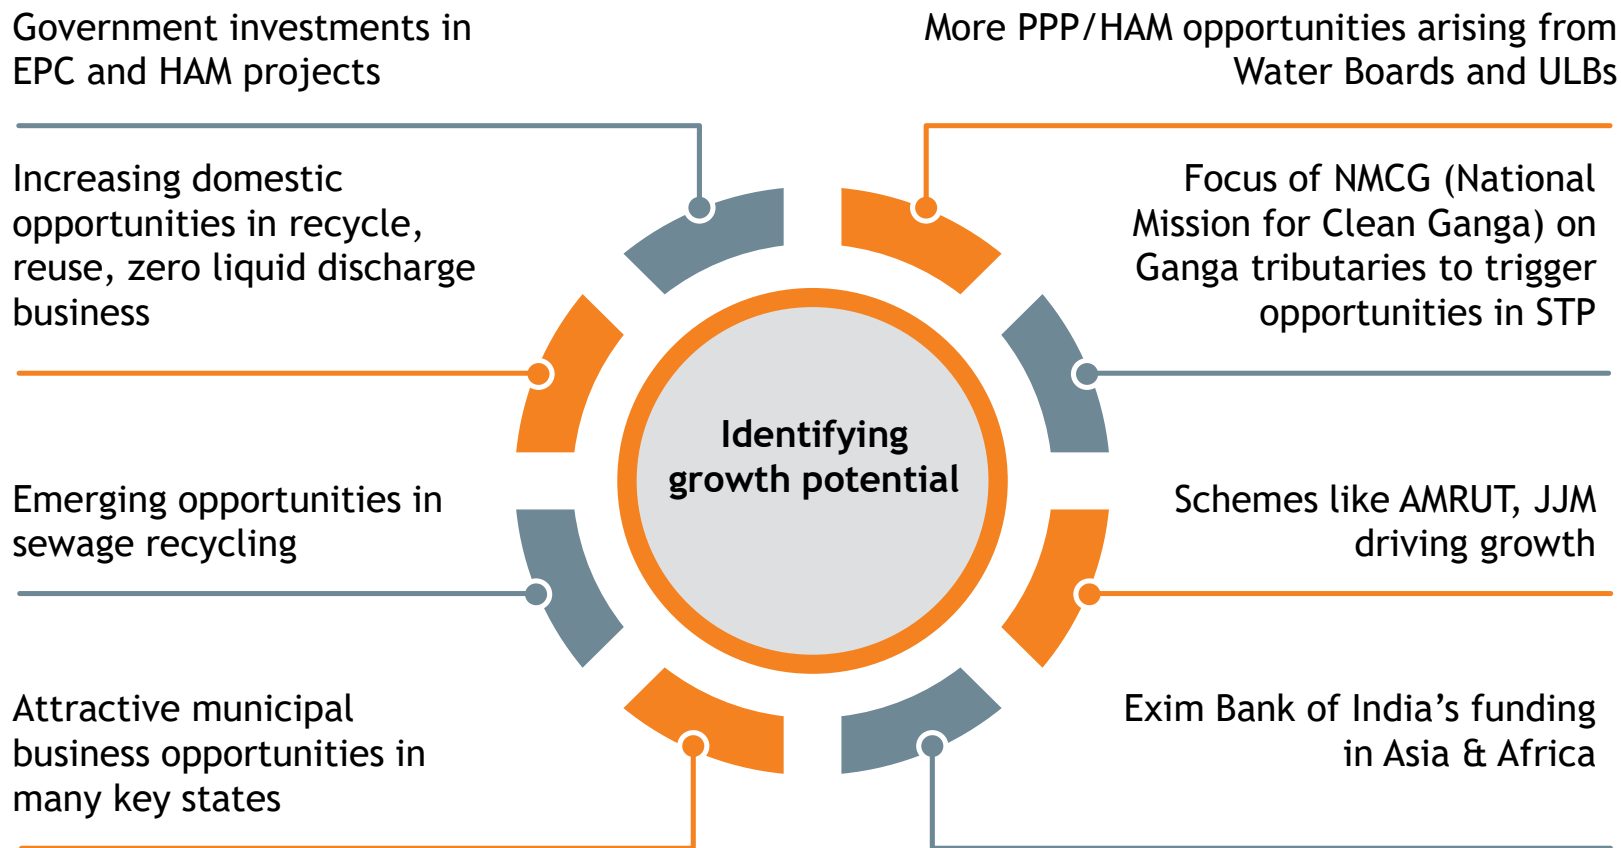 Government investments in
EPC and HAM projects
Increasing domestic
opportunities in recycle,
reuse, zero liquid discharge
business
Emerging opportunities in
sewage recycling
Attractive municipal
business opportunities in
many key states
Identifying
growth potential
More PPP/HAM opportunities arising from
Water Boards and ULBs
Focus of NMCG (National
Mission for Clean Ganga) on
Ganga tributaries to trigger
opportunities in STP
Schemes like AMRUT, JJM
driving growth
Exim Bank of India’s funding
in Asia & Africa